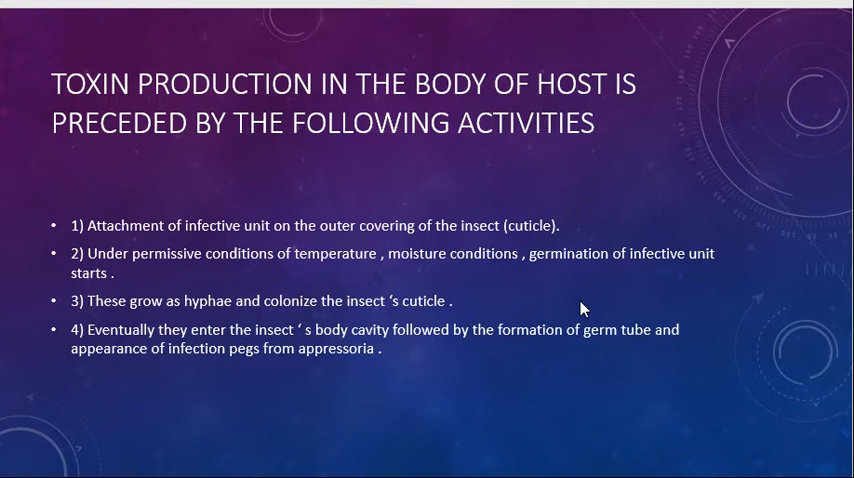 TOXIN PRODUCTION IN THE BODY OF HOST IS
PRECEDED BY THE FOLLOWING ACTIVITIES
• 1) Attachment of infective unit on the outer covering of the insect (cuticle).
• 2) Under permissive conditions of temperature , moisture conditions , germination of infective unit
starts .
• 3) These grow as hyphae and colonize the insect 's cuticle .
• 4) Eventually they enter the insect ' s body cavity followed by the formation of germ tube and
appearance of infection pegs from appressoria .